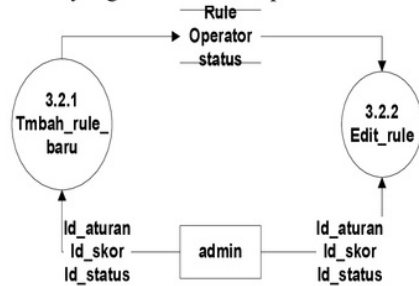 Rule
Operator
status
3.2.1
Tmbah_rule_
baru
3.2.2
Edit_rule
Id_aturan
Id_skor
Id_status
admin
Id_aturan
Id_skor
Id_status